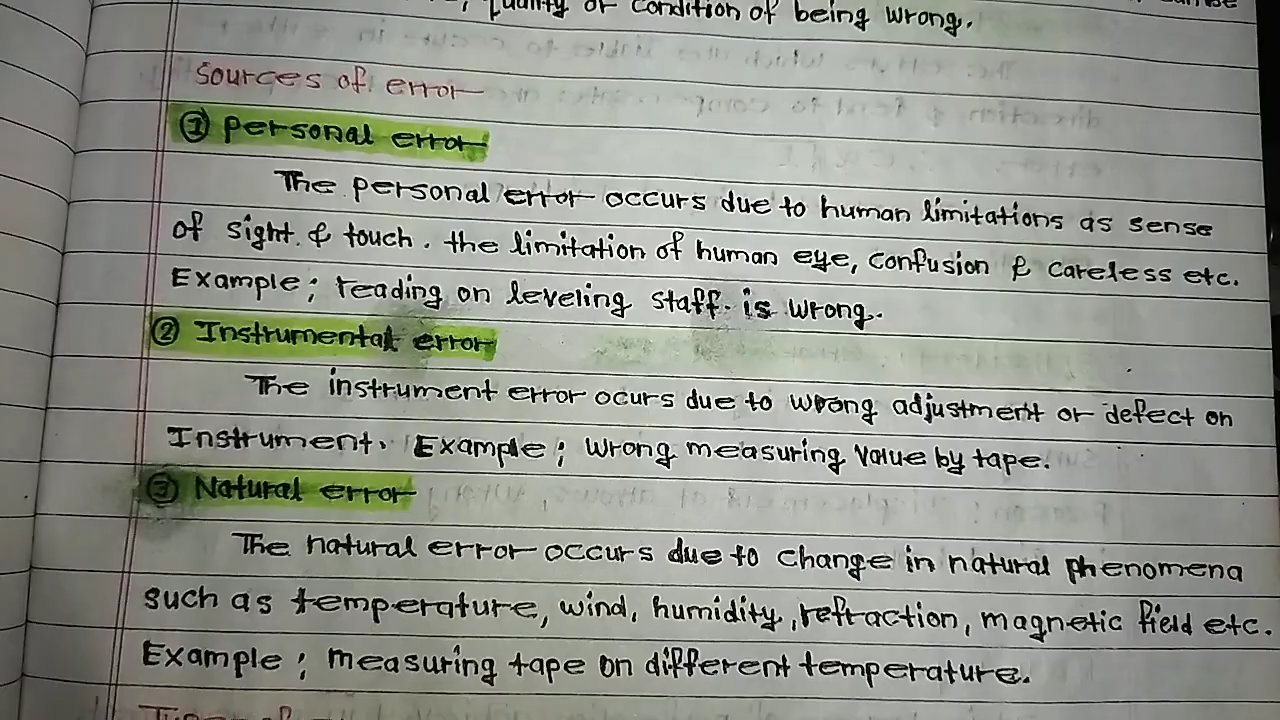 quality or condition of being wrong.
Sources of error
① personal error
The personal error occurs due to human limitations as sense
of sight & touch. the limitation of human eye, confusion & careless etc.
Example; reading on leveling staff is wrong.
② Instrumental error
The instrument error ocurs due to wrong adjustment or defect on
Instrument. Example; wrong measuring value by tape.
③ Natural error
The natural error occurs due to change in natural phenomena
such as temperature, wind, humidity, refraction, magnetic field etc.
Example; measuring tape on different temperature.